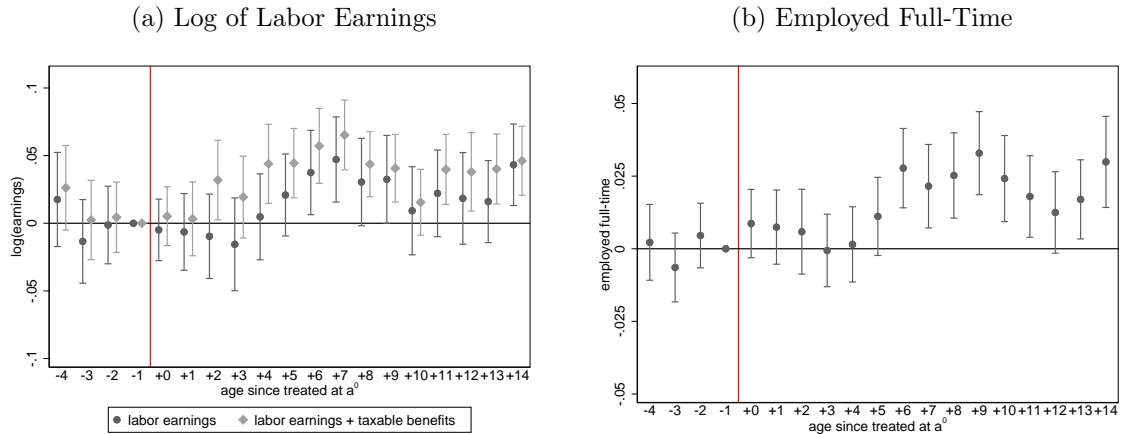 (a) Log of Labor Earnings
log(earnings)
.1
.05
0
-.05
-.1
-4 -3 -2 -1 +0 +1 +2 +3 +4 +5 +6 +7 +8 +9 +10 +11 +12 +13 +14
age since treated at a⁰
labor earnings labor earnings + taxable benefits
(b) Employed Full-Time
employed full-time
.05
.025
0
-.025
-.05
-4 -3 -2 -1 +0 +1 +2 +3 +4 +5 +6 +7 +8 +9 +10 +11 +12 +13 +14
age since treated at a⁰